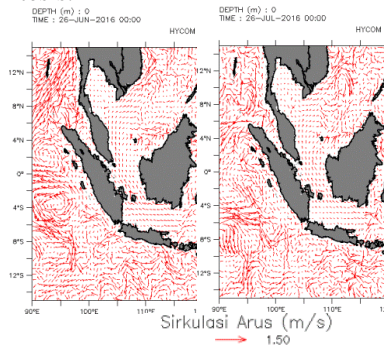 DEPTH (m) : 0
TIME : 26-JUN-2016 00:00
HYCOM
15°N
8°N
4°N
0°
4°S
8°S
12°S
90°E
100°E
110°E
DEPTH (m) : 0
TIME : 26-JUL-2016 00:00
HYCOM
12°N
8°N
4°N
0°
4°S
8°S
12°S
90°E
100°E
110°E
Sirkulasi Arus (m/s)
1.50